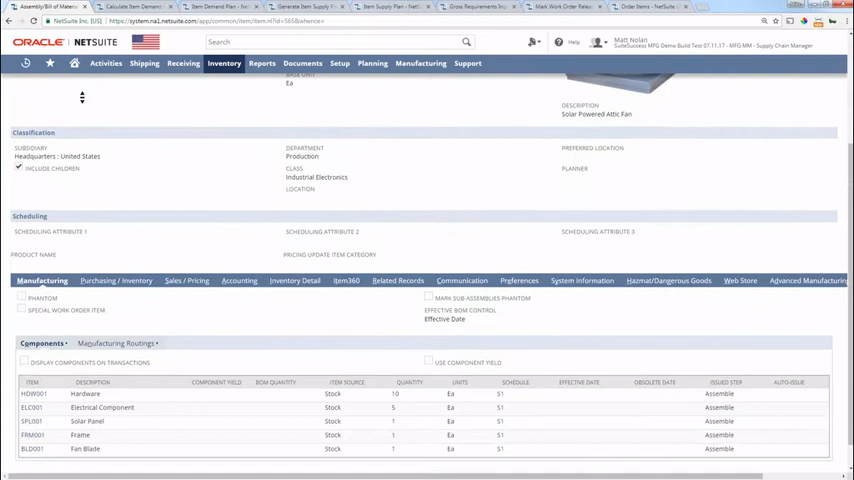 Assembly/Bill of Materia
Calculate Item Demand
Item Demand Plan - Net
Generate Item Supply P
Item Supply Plan - NetS
Gross Requirements Inq
Mark Work Order Releas
Order Items - NetSuite (
NetSuite Inc. [US] https://system.na1.netsuite.com/app/common/item/item.nl?id=565&whence=
ORACLE NETSUITE Search Help Matt Nolan
SuiteSuccess MFG Demo Build Test 07.11.17 - MFG MM - Supply Chain Manager
Activities Shipping Receiving Inventory Reports Documents Setup Planning Manufacturing Support
BASE UNIT
Ea
DESCRIPTION
Solar Powered Attic Fan
Classification
SUBSIDIARY DEPARTMENT PREFERRED LOCATION
Headquarters : United States Production
INCLUDE CHILDREN CLASS PLANNER
Industrial Electronics
LOCATION
Scheduling
SCHEDULING ATTRIBUTE 1 SCHEDULING ATTRIBUTE 2 SCHEDULING ATTRIBUTE 3
PRODUCT NAME PRICING UPDATE ITEM CATEGORY
Manufacturing Purchasing / Inventory Sales / Pricing Accounting Inventory Detail Item360 Related Records Communication Preferences System Information Hazmat/Dangerous Goods Web Store Advanced Manufacturing
PHANTOM MARK SUB-ASSEMBLIES PHANTOM
SPECIAL WORK ORDER ITEM EFFECTIVE BOM CONTROL
Effective Date
Components • Manufacturing Routings •
DISPLAY COMPONENTS ON TRANSACTIONS USE COMPONENT YIELD
ITEM DESCRIPTION COMPONENT YIELD BOM QUANTITY ITEM SOURCE QUANTITY UNITS SCHEDULE EFFECTIVE DATE OBSOLETE DATE ISSUED STEP AUTO-ISSUE
HDW001 Hardware Stock 10 Ea S1 Assemble
ELC001 Electrical Component Stock 5 Ea S1 Assemble
SPL001 Solar Panel Stock 1 Ea S1 Assemble
FRM001 Frame Stock 1 Ea S1 Assemble
BLD001 Fan Blade Stock 1 Ea S1 Assemble